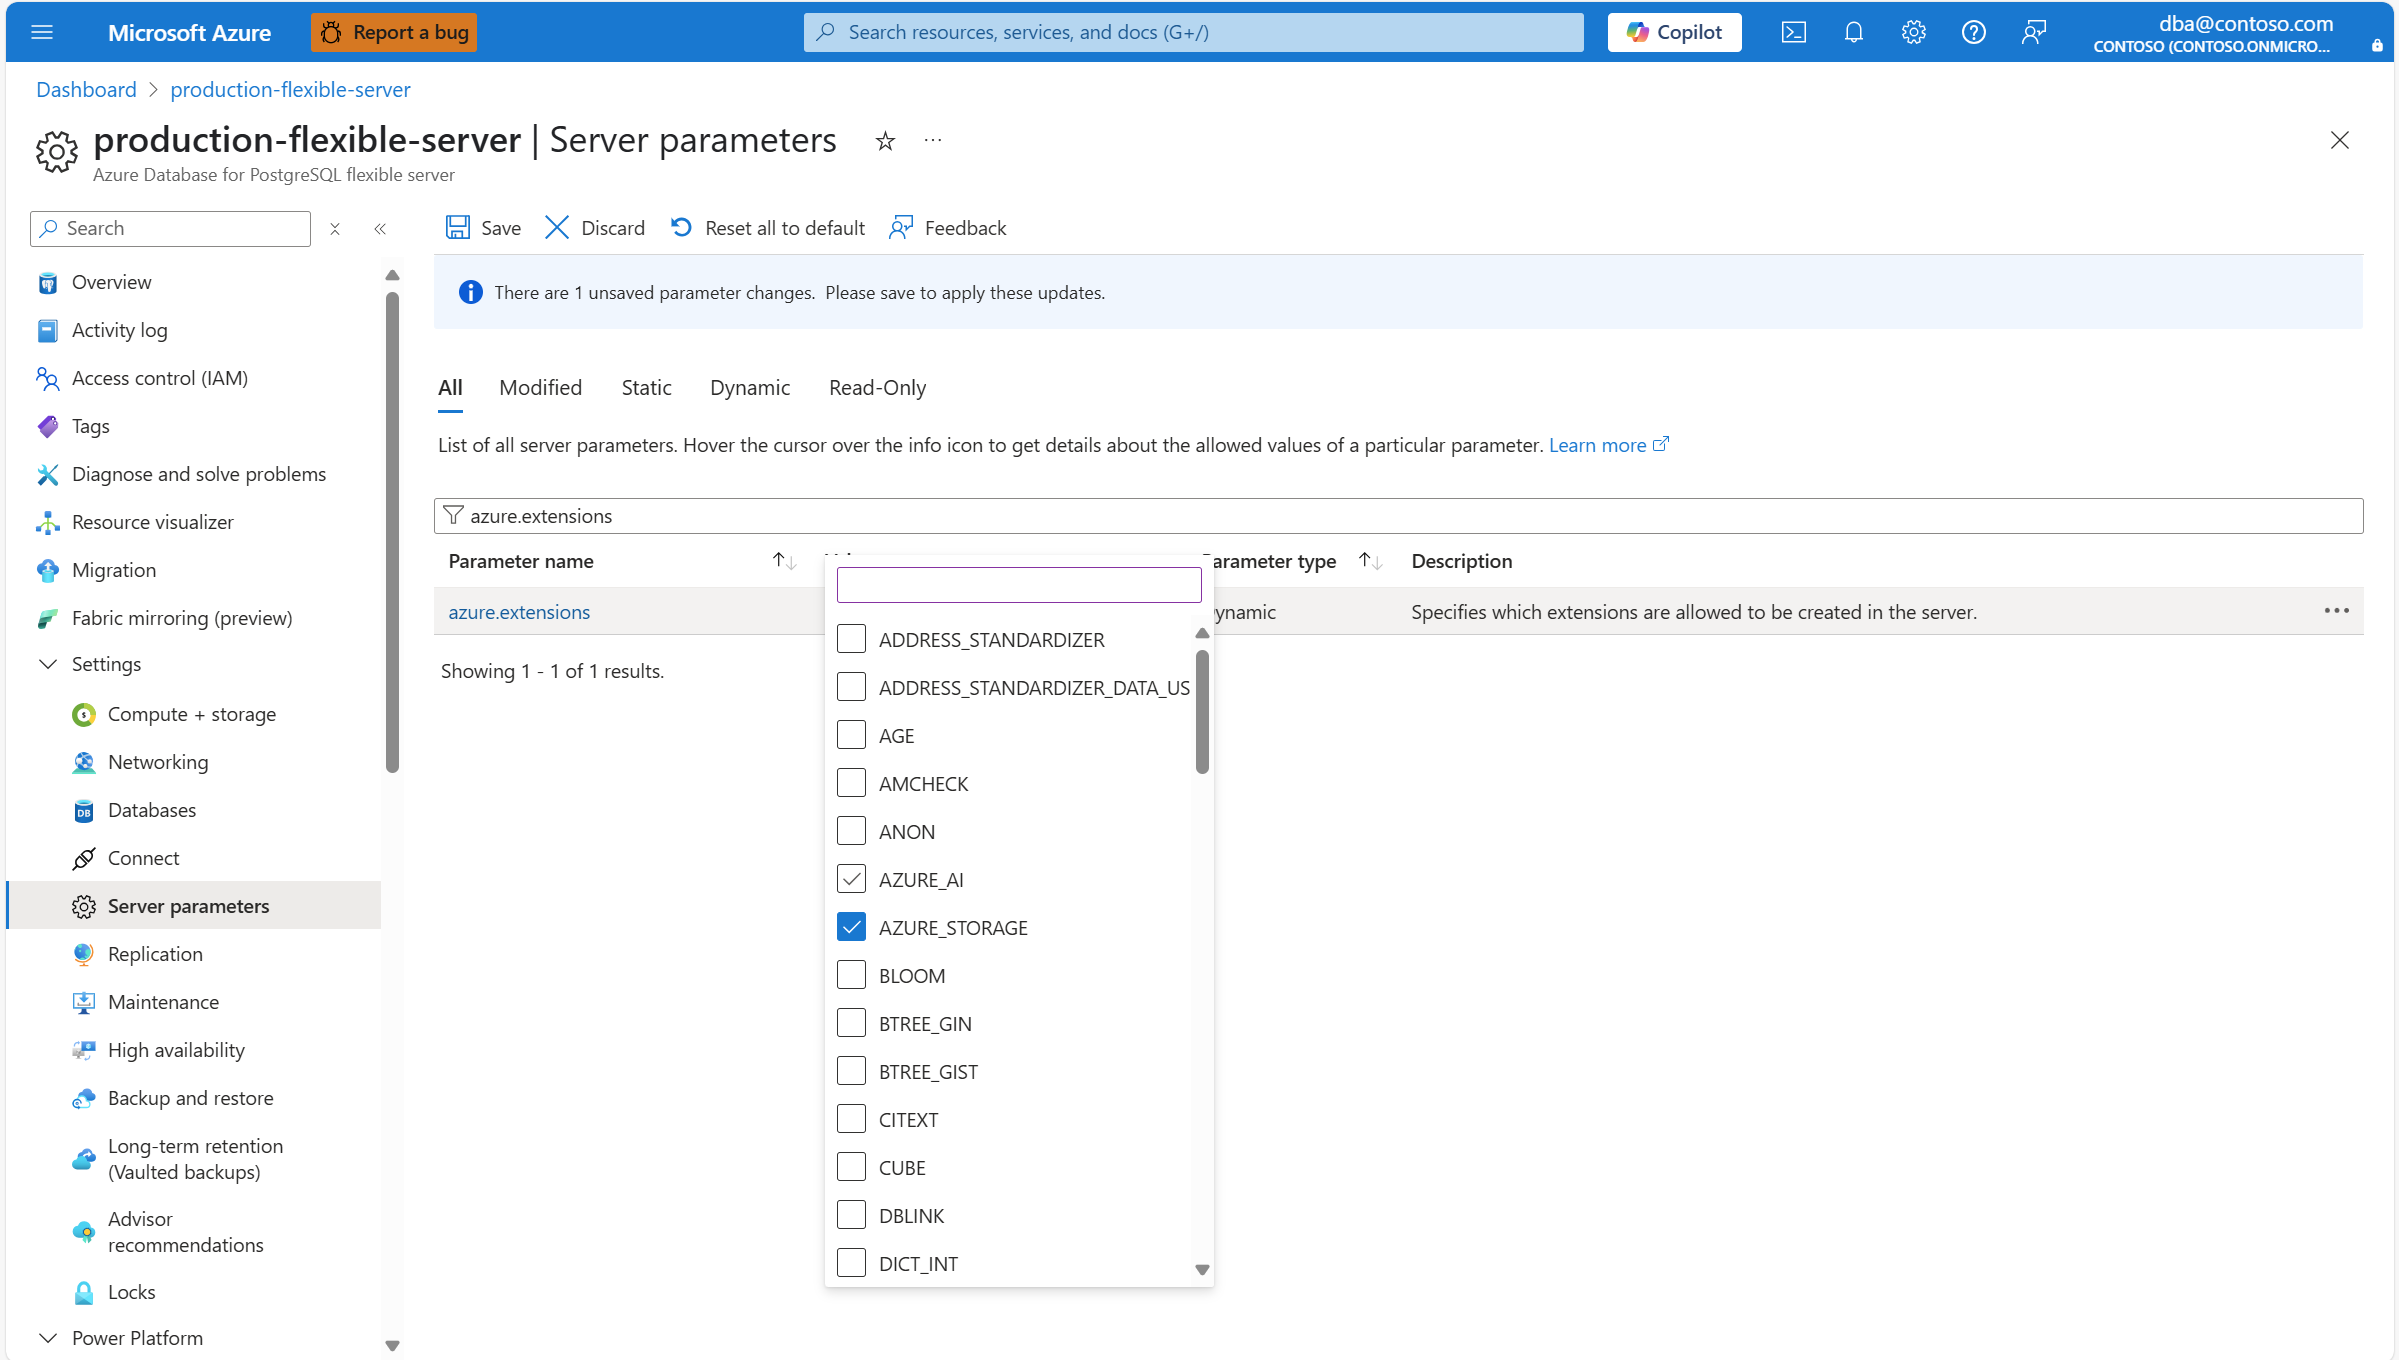 Microsoft Azure
Report a bug
Search resources, services, and docs (G+/)
Copilot
dba@contoso.com
CONTOSO (CONTOSO.ONMICRO...
Dashboard > production-flexible-server
production-flexible-server | Server parameters
Azure Database for PostgreSQL flexible server
Search
Overview
Activity log
Access control (IAM)
Tags
Diagnose and solve problems
Resource visualizer
Migration
Fabric mirroring (preview)
Settings
Compute + storage
Networking
Databases
Connect
Server parameters
Replication
Maintenance
High availability
Backup and restore
Long-term retention
(Vaulted backups)
Advisor
recommendations
Locks
Power Platform
Save
Discard
Reset all to default
Feedback
There are 1 unsaved parameter changes. Please save to apply these updates.
All
Modified
Static
Dynamic
Read-Only
List of all server parameters. Hover the cursor over the info icon to get details about the allowed values of a particular parameter. Learn more
azure.extensions
Parameter name
arameter type
Description
azure.extensions
ynamic
Specifies which extensions are allowed to be created in the server.
Showing 1 - 1 of 1 results.
ADDRESS_STANDARDIZER
ADDRESS_STANDARDIZER_DATA_US
AGE
AMCHECK
ANON
AZURE_AI
AZURE_STORAGE
BLOOM
BTREE_GIN
BTREE_GIST
CITEXT
CUBE
DBLINK
DICT_INT